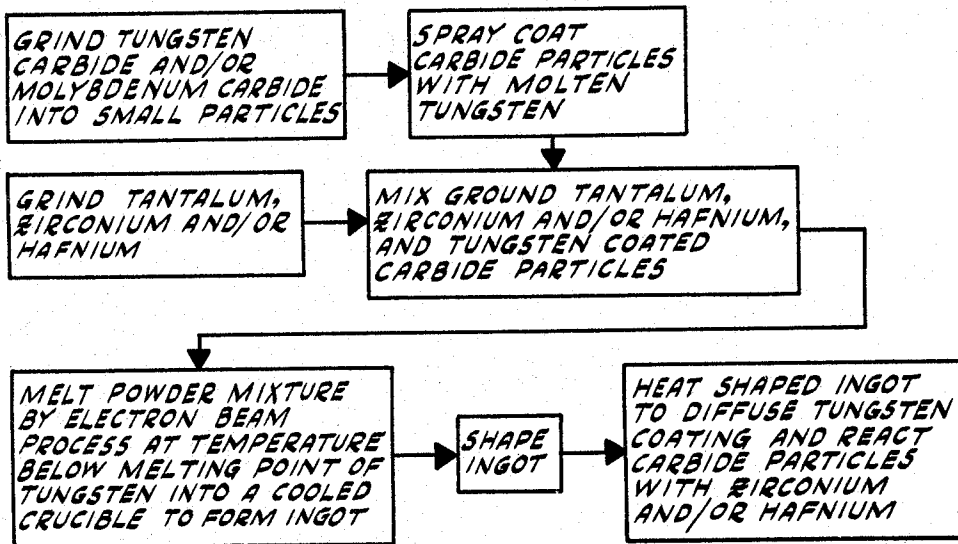 GRIND TUNGSTEN
CARBIDE AND/OR
MOLYBDENUM CARBIDE
INTO SMALL PARTICLES
SPRAY COAT
CARBIDE PARTICLES
WITH MOLTEN
TUNGSTEN
GRIND TANTALUM,
ZIRCONIUM AND/OR
HAFNIUM
MIX GROUND TANTALUM,
ZIRCONIUM AND/OR HAFNIUM,
AND TUNGSTEN COATED
CARBIDE PARTICLES
MELT POWDER MIXTURE
BY ELECTRON BEAM
PROCESS AT TEMPERATURE
BELOW MELTING POINT OF
TUNGSTEN INTO A COOLED
CRUCIBLE TO FORM INGOT
SHAPE
INGOT
HEAT SHAPED INGOT
TO DIFFUSE TUNGSTEN
COATING AND REACT
CARBIDE PARTICLES
WITH ZIRCONIUM
AND/OR HAFNIUM